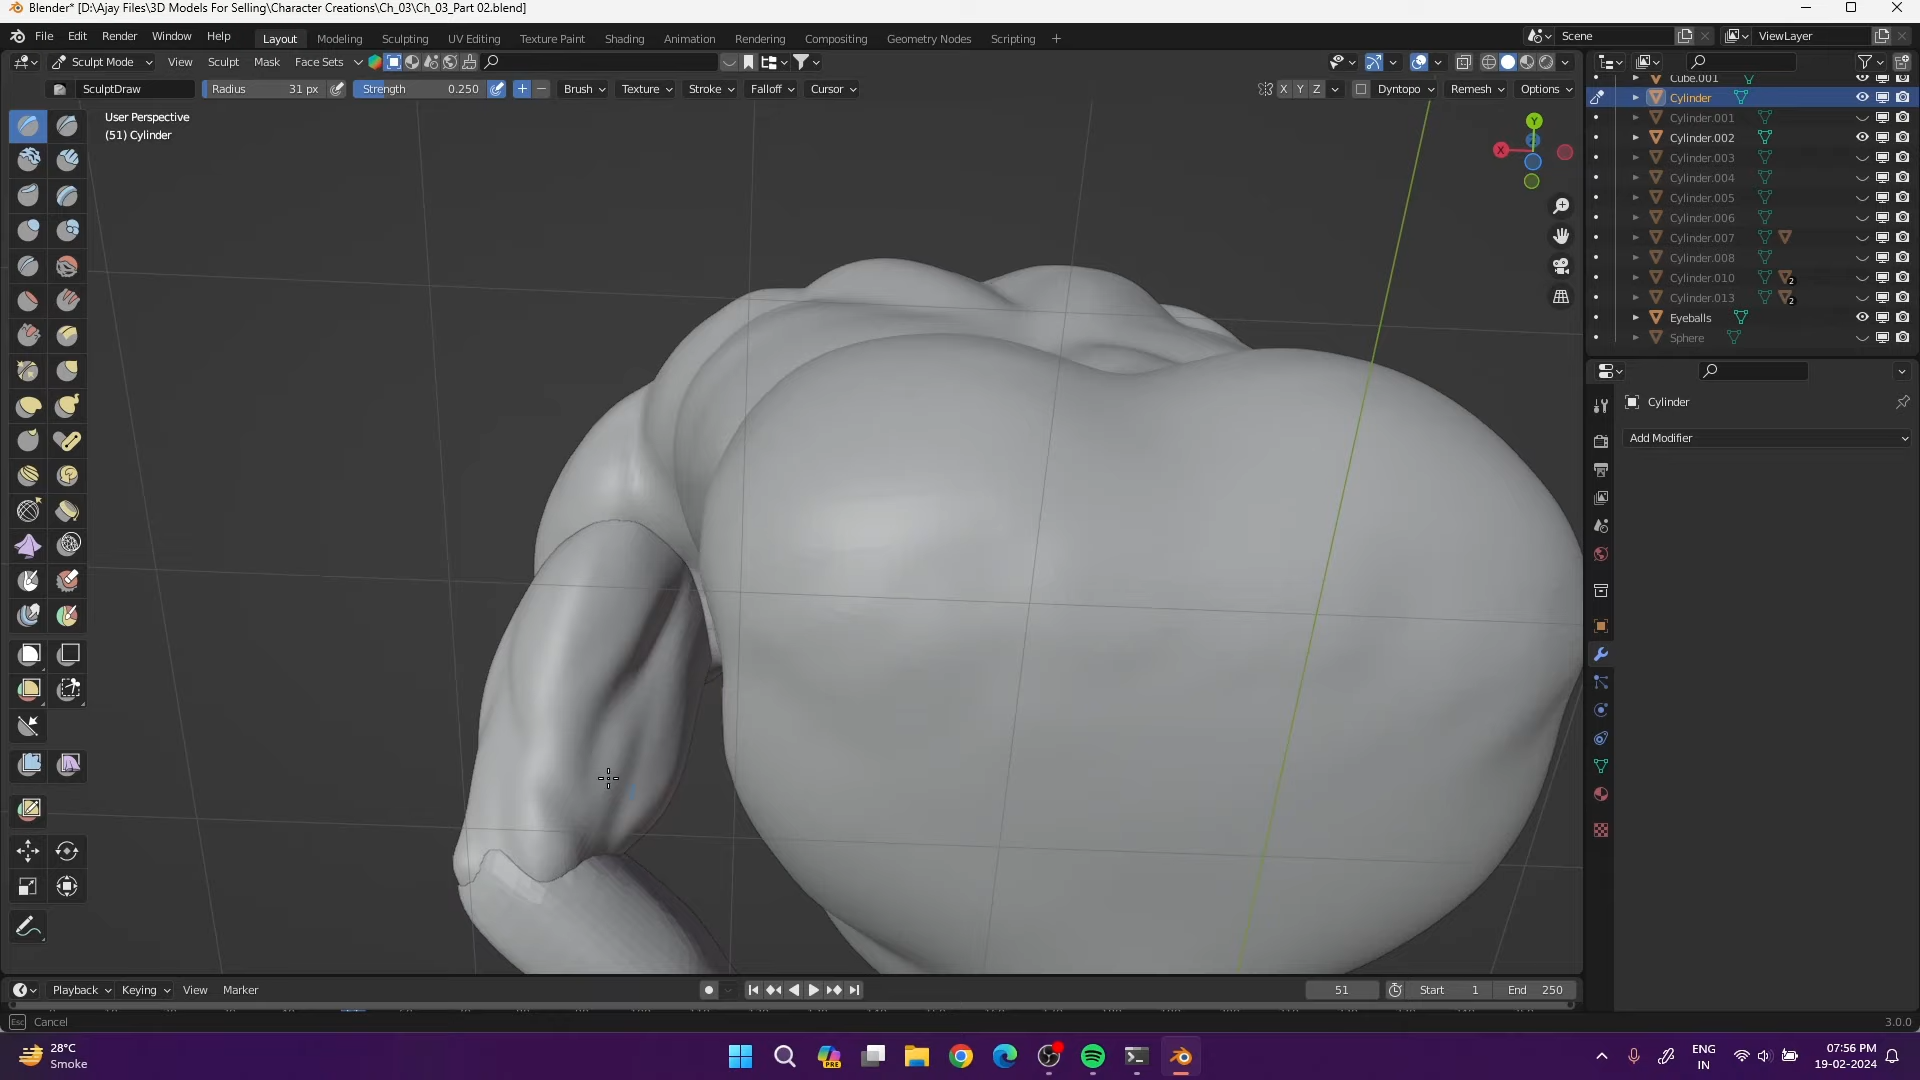 Blender* [D:\Ajay Files\3D Models For Selling\Character Creations\Ch_03\Ch_03_Part 02.blend]
File Edit Render Window Help Layout Modeling Sculpting UV Editing Texture Paint Shading Animation Rendering Compositing Geometry Nodes Scripting + Scene ViewLayer
Sculpt Mode View Sculpt Mask Face Sets
SculptDraw Radius 31 px Strength 0.250 Brush Texture Stroke Falloff Cursor X Y Z Dyntopo Remesh Options
User Perspective
(51) Cylinder
Y
X
Cube.001
Cylinder
Cylinder.001
Cylinder.002
Cylinder.003
Cylinder.004
Cylinder.005
Cylinder.006
Cylinder.007
Cylinder.008
Cylinder.010 2
Cylinder.013 2
Eyeballs
Sphere
Cylinder
Add Modifier
Playback Keying View Marker 51 Start 1 End 250
Esc Cancel 3.0.0
28°C
Smoke
PRE
ENG
IN
07:56 PM
19-02-2024